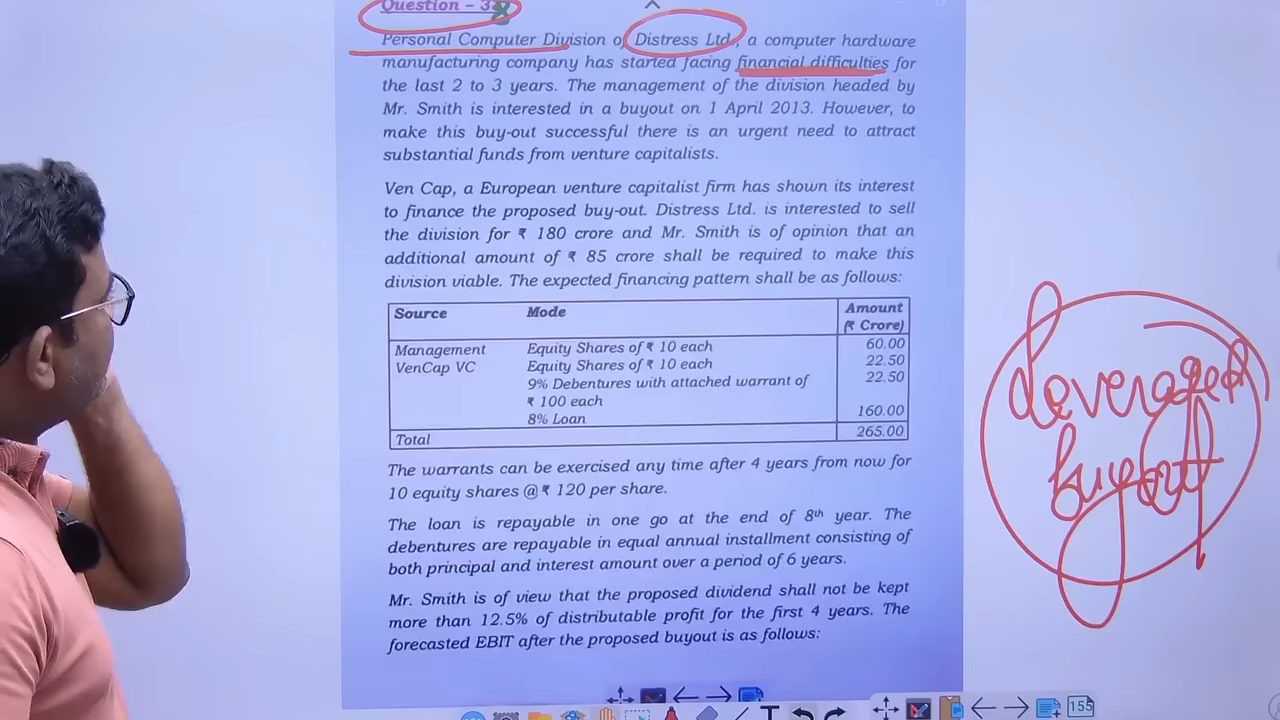 Question – 38
Personal Computer Division of Distress Ltd., a computer hardware
manufacturing company has started facing financial difficulties for
the last 2 to 3 years. The management of the division headed by
Mr. Smith is interested in a buyout on 1 April 2013. However, to
make this buy-out successful there is an urgent need to attract
substantial funds from venture capitalists.
Ven Cap, a European venture capitalist firm has shown its interest
to finance the proposed buy-out. Distress Ltd. is interested to sell
the division for ₹ 180 crore and Mr. Smith is of opinion that an
additional amount of ₹ 85 crore shall be required to make this
division viable. The expected financing pattern shall be as follows:
Source Mode Amount
(₹ Crore)
Management Equity Shares of ₹ 10 each 60.00
VenCap VC Equity Shares of ₹ 10 each 22.50
9% Debentures with attached warrant of 22.50
₹ 100 each
8% Loan 160.00
Total 265.00
The warrants can be exercised any time after 4 years from now for
10 equity shares @ ₹ 120 per share.
The loan is repayable in one go at the end of 8th year. The
debentures are repayable in equal annual installment consisting of
both principal and interest amount over a period of 6 years.
Mr. Smith is of view that the proposed dividend shall not be kept
more than 12.5% of distributable profit for the first 4 years. The
forecasted EBIT after the proposed buyout is as follows:
Leveraged
buyout
155